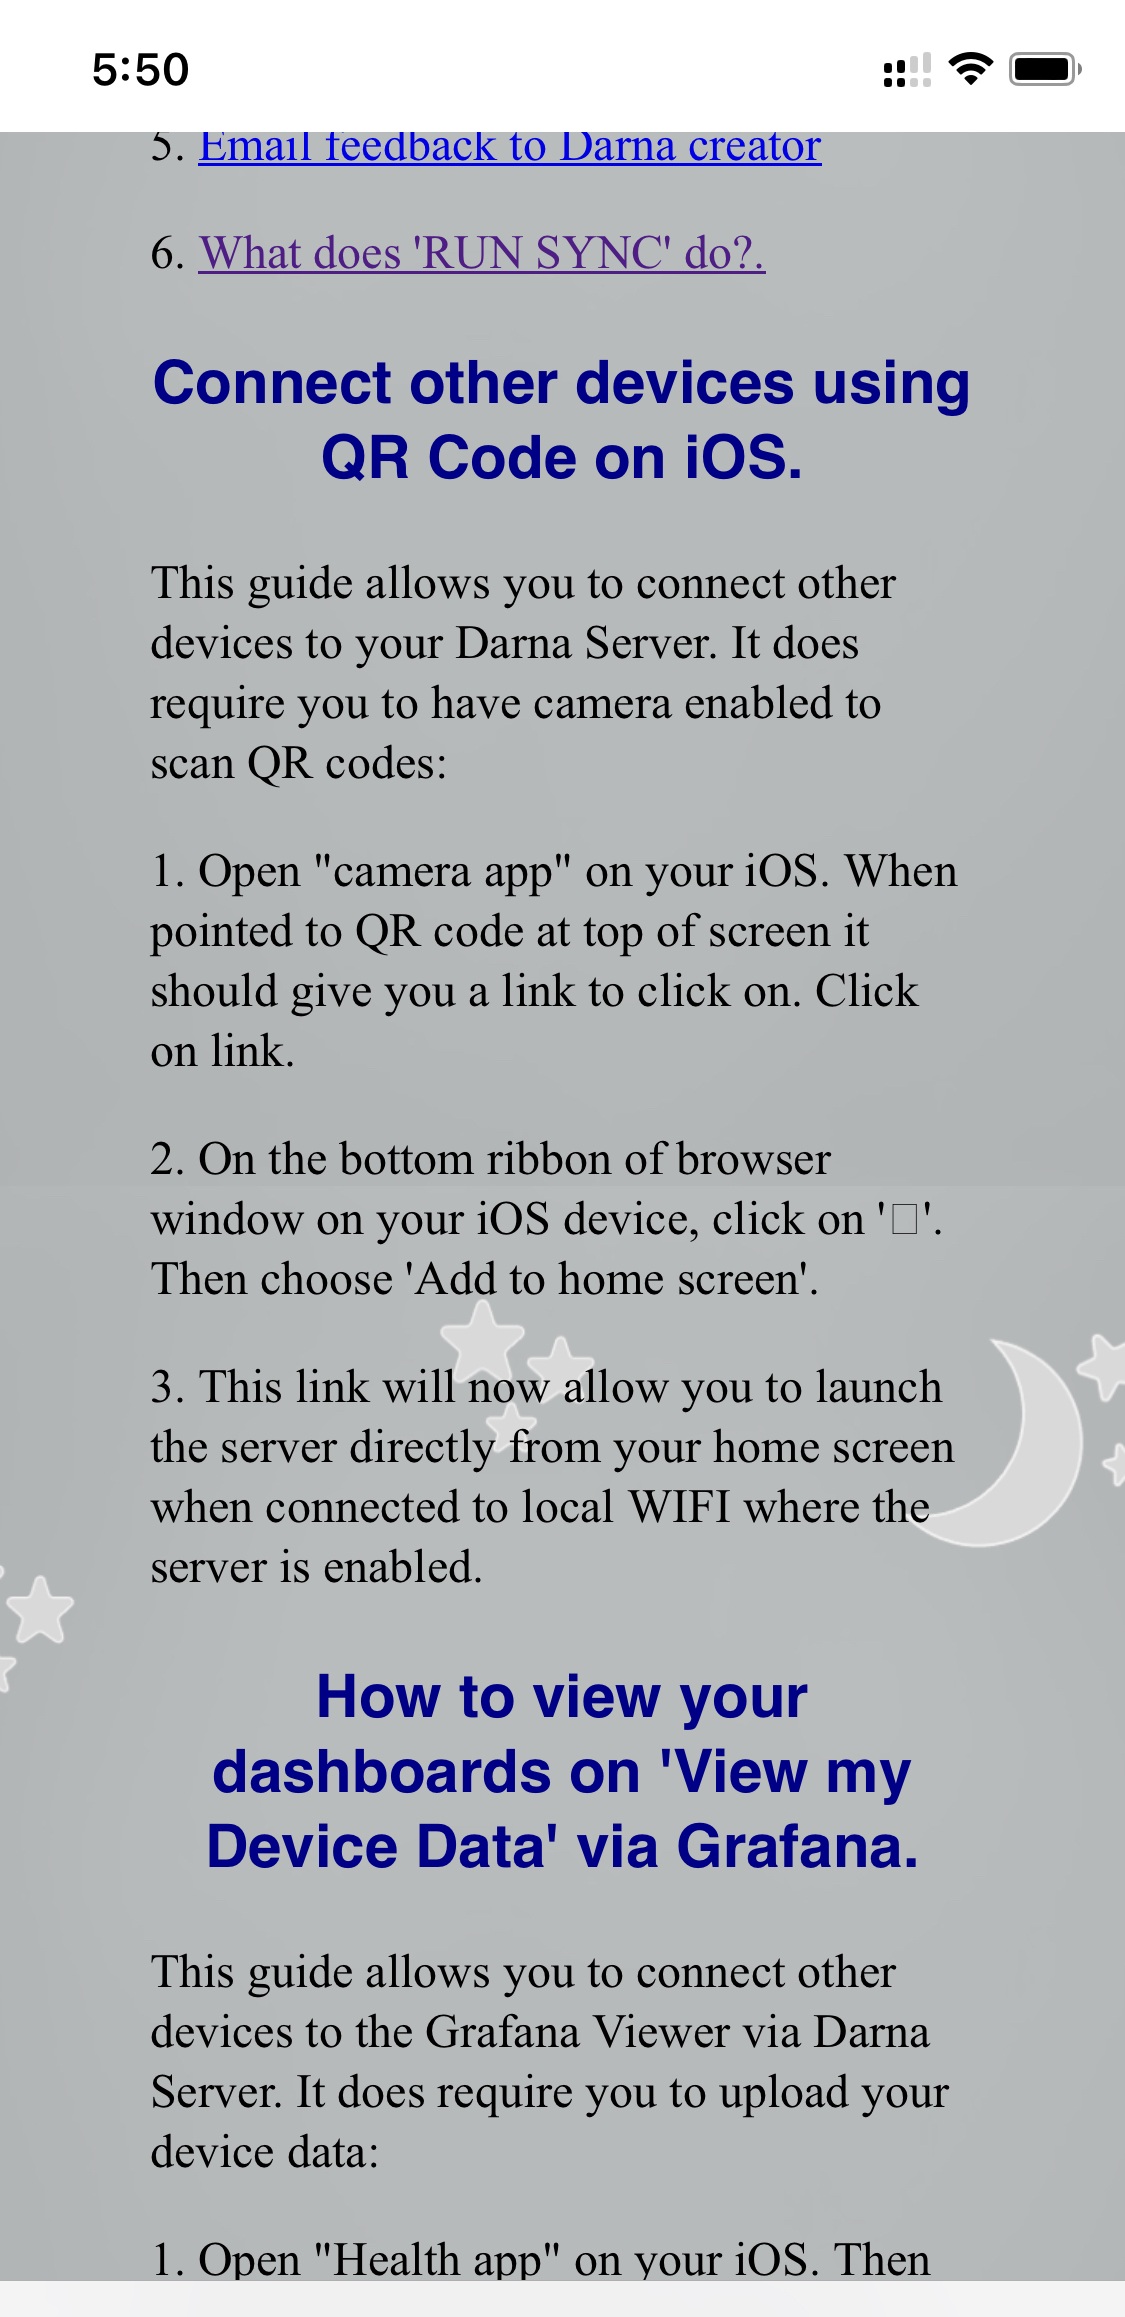 5:50
5. Email feedback to Darna creator
6. What does 'RUN SYNC' do?.
Connect other devices using
QR Code on iOS.
This guide allows you to connect other
devices to your Darna Server. It does
require you to have camera enabled to
scan QR codes:
1. Open "camera app" on your iOS. When
pointed to QR code at top of screen it
should give you a link to click on. Click
on link.
2. On the bottom ribbon of browser
window on your iOS device, click on '□'.
Then choose 'Add to home screen'.
3. This link will now allow you to launch
the server directly from your home screen
when connected to local WIFI where the
server is enabled.
How to view your
dashboards on 'View my
Device Data' via Grafana.
This guide allows you to connect other
devices to the Grafana Viewer via Darna
Server. It does require you to upload your
device data:
1. Open "Health app" on your iOS. Then